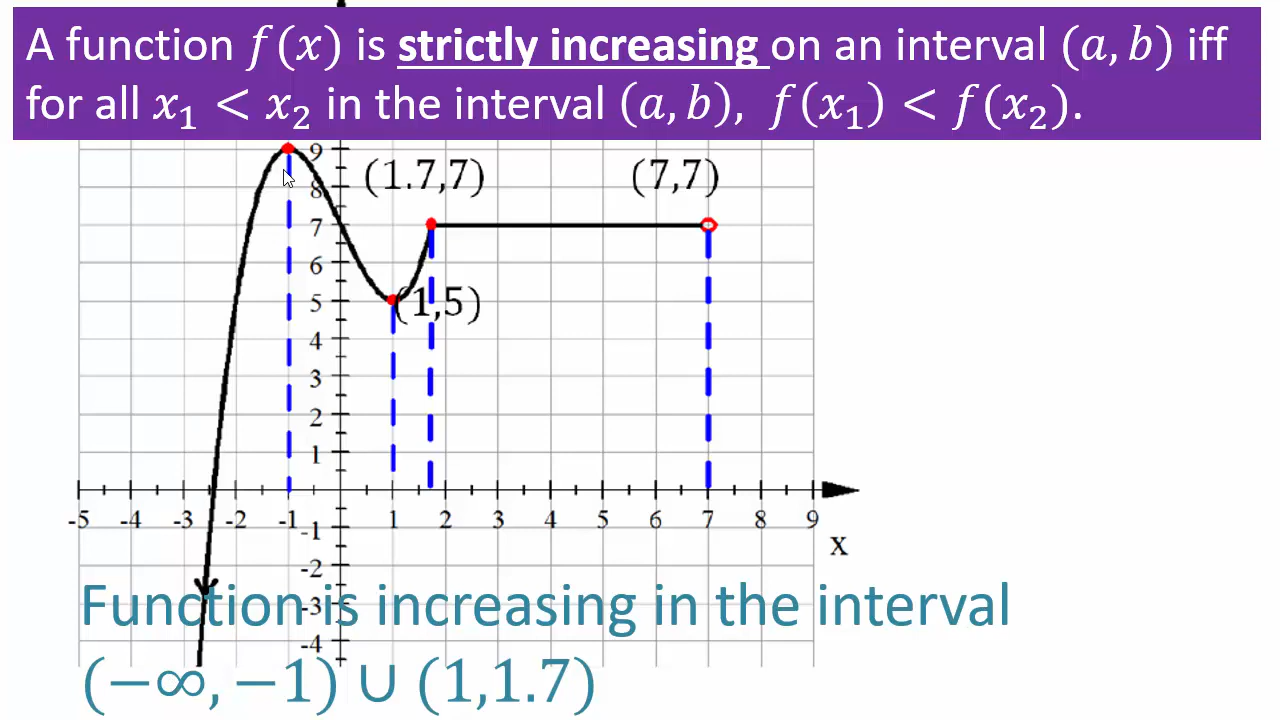 A function f(x) is strictly increasing on an interval (a, b) iff
for all x₁ < x₂ in the interval (a, b), f(x₁) < f(x₂).
9
(1.7,7)
(7,7)
8
7
6
5
(1,5)
4
3
2
1
-5 -4 -3 -2 -1 1 2 3 4 5 6 7 8 9
x
-1
-2
Function is increasing in the interval
-3
-4
(−∞, −1) ∪ (1,1.7)